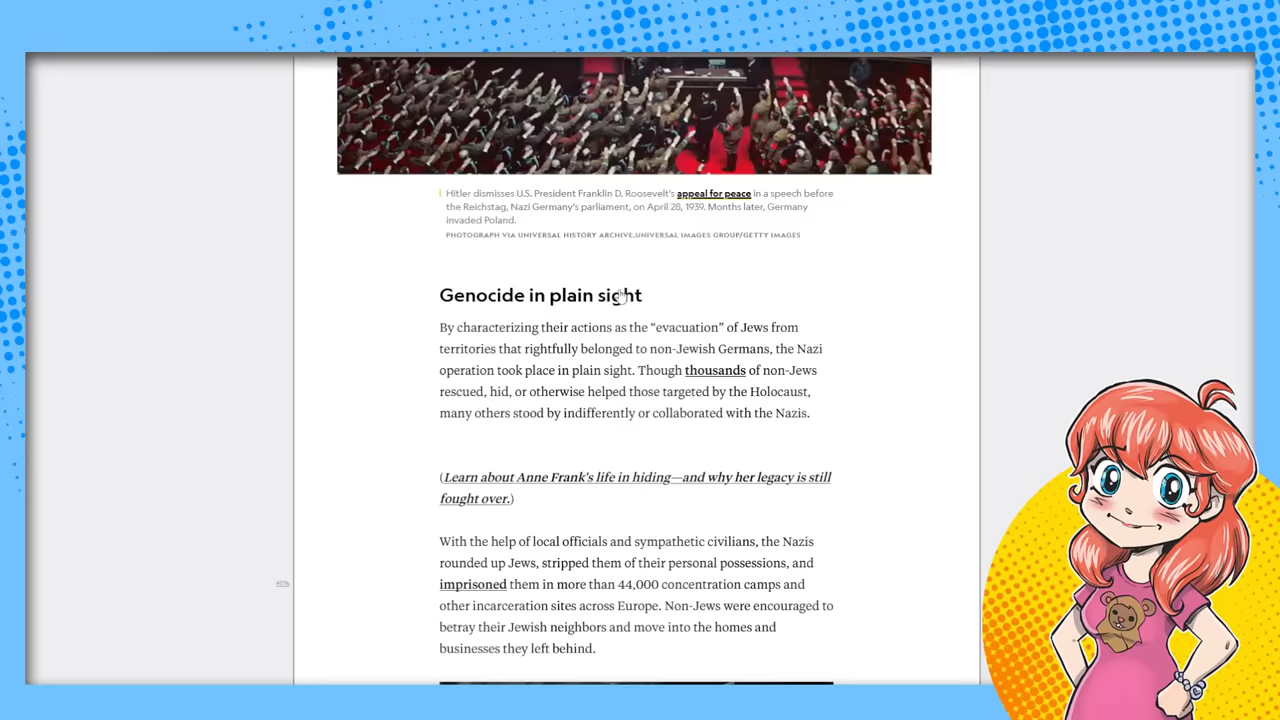 Hitler dismisses U.S. President Franklin D. Roosevelt's appeal for peace in a speech before
the Reichstag, Nazi Germany's parliament, on April 28, 1939. Months later, Germany
invaded Poland.
PHOTOGRAPH VIA UNIVERSAL HISTORY ARCHIVE,UNIVERSAL IMAGES GROUP/GETTY IMAGES
Genocide in plain sight
By characterizing their actions as the “evacuation” of Jews from
territories that rightfully belonged to non-Jewish Germans, the Nazi
operation took place in plain sight. Though thousands of non-Jews
rescued, hid, or otherwise helped those targeted by the Holocaust,
many others stood by indifferently or collaborated with the Nazis.
(Learn about Anne Frank's life in hiding—and why her legacy is still
fought over.)
With the help of local officials and sympathetic civilians, the Nazis
rounded up Jews, stripped them of their personal possessions, and
imprisoned them in more than 44,000 concentration camps and
other incarceration sites across Europe. Non-Jews were encouraged to
betray their Jewish neighbors and move into the homes and
businesses they left behind.